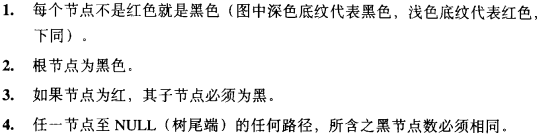 1. 每个节点不是红色就是黑色（图中深色底纹代表黑色，浅色底纹代表红色，
下同）。
2. 根节点为黑色。
3. 如果节点为红，其子节点必须为黑。
4. 任一节点至 NULL（树尾端）的任何路径，所含之黑节点数必须相同。